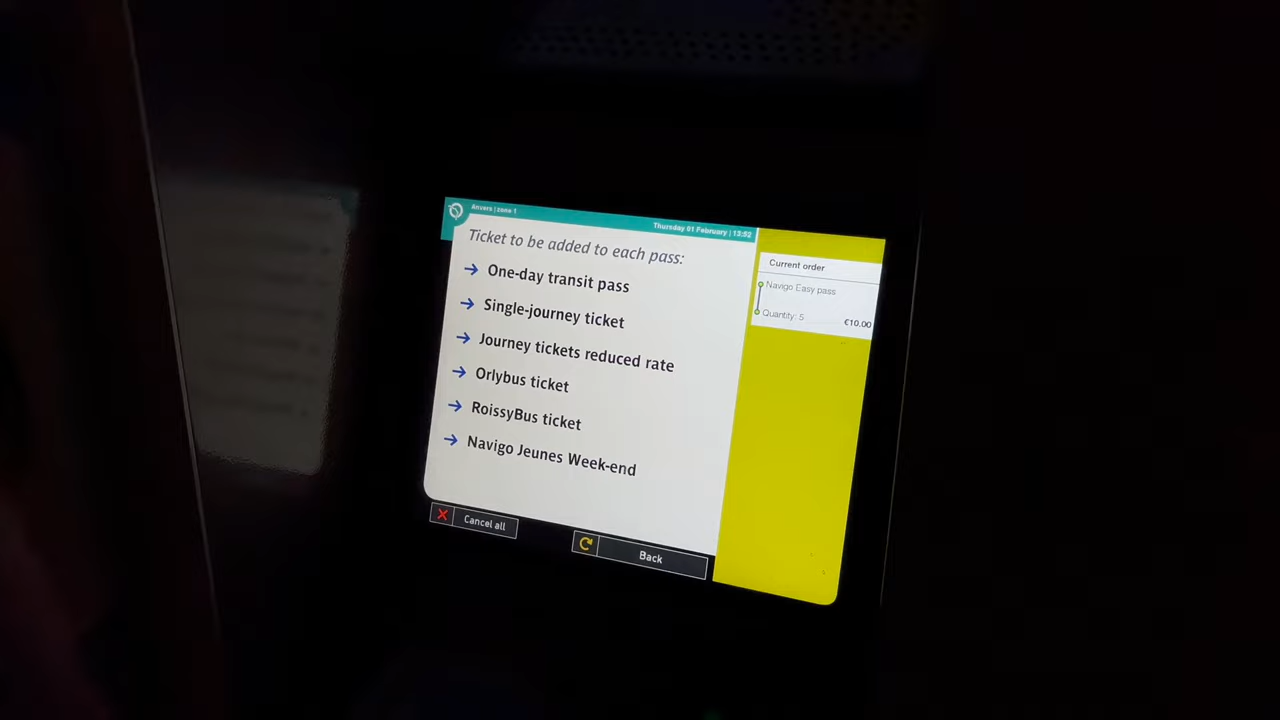 Anvers | zone 1
Thursday 01 February | 13:52
Ticket to be added to each pass:
One-day transit pass
Single-journey ticket
Journey tickets reduced rate
Orlybus ticket
RoissyBus ticket
Navigo Jeunes Week-end
Cancel all
Back
Current order
Navigo Easy pass
Quantity: 5 €10.00